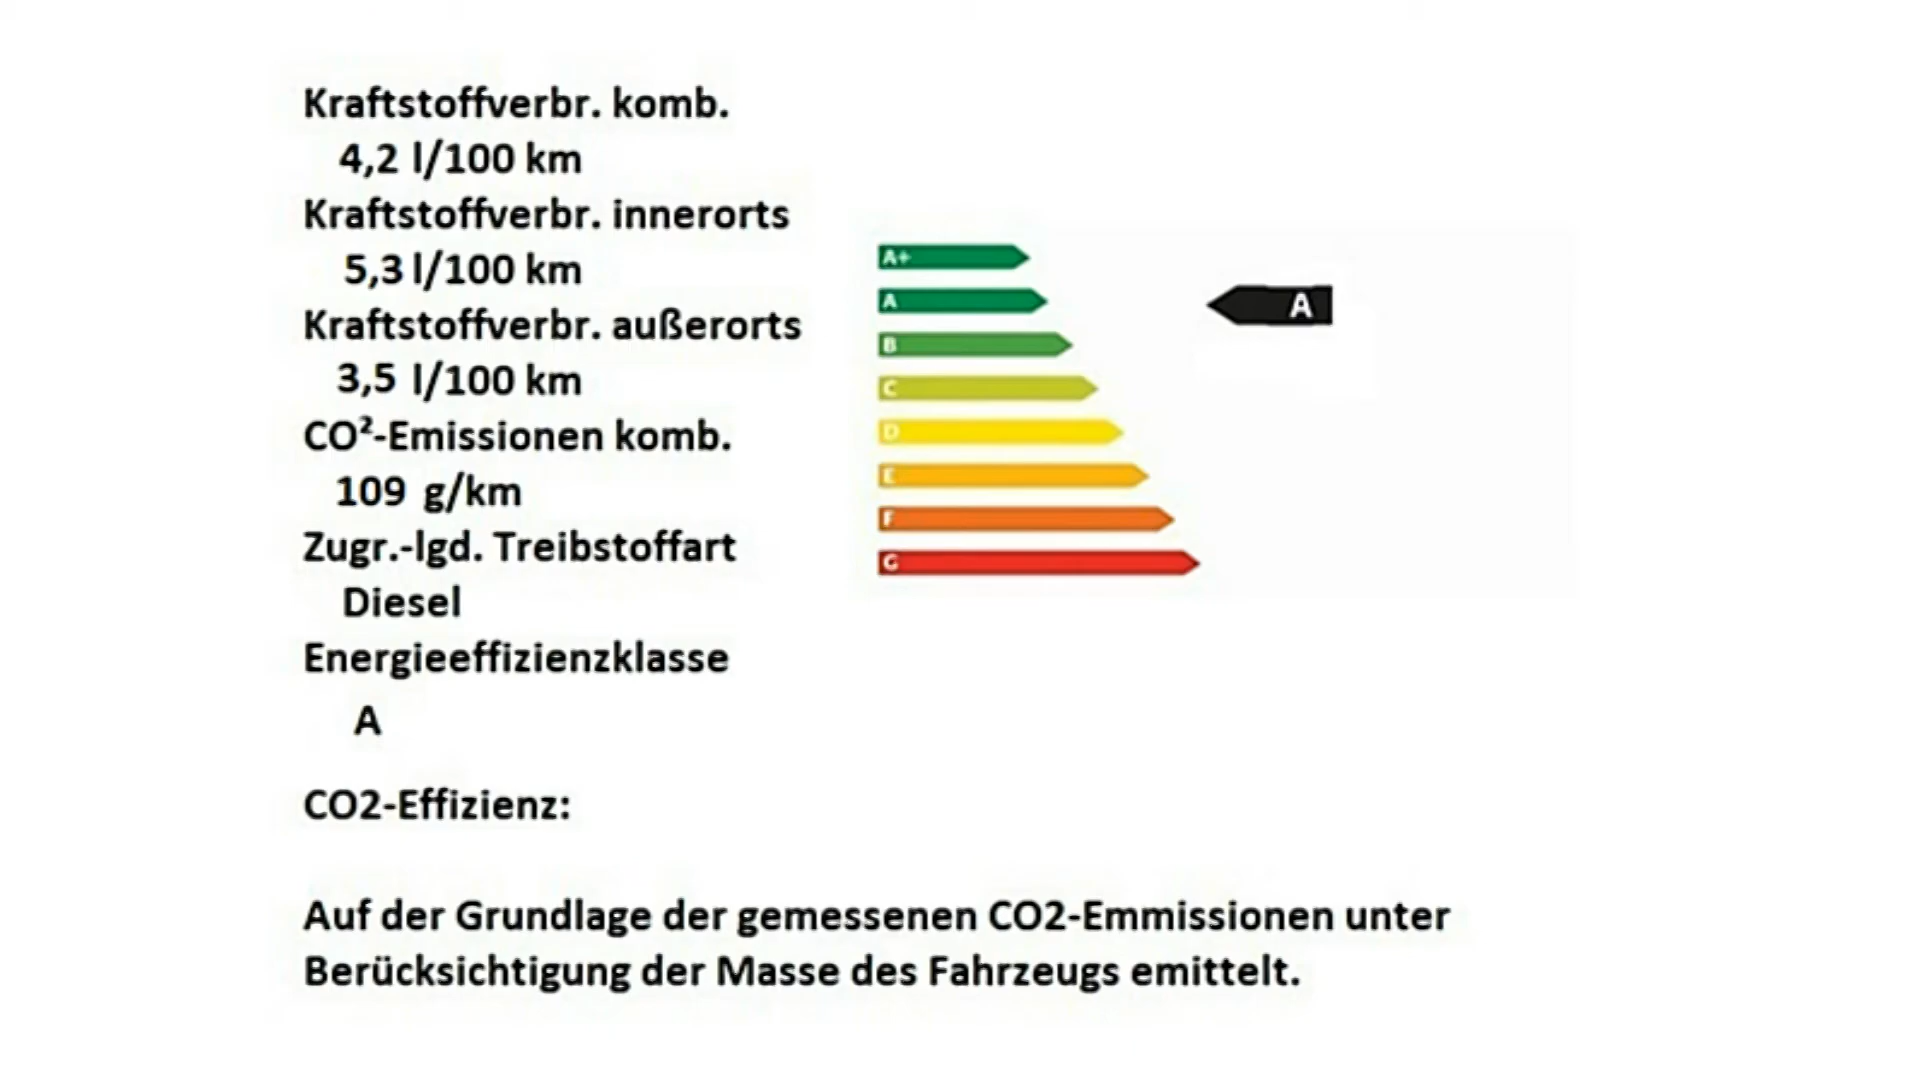 Kraftstoffverbr. komb.
4,2 l/100 km
Kraftstoffverbr. innerorts
5,3 l/100 km
Kraftstoffverbr. außerorts
3,5 l/100 km
CO²-Emissionen komb.
109 g/km
Zugr.-lgd. Treibstoffart
Diesel
Energieeffizienzklasse
A
CO2-Effizienz:
Auf der Grundlage der gemessenen CO2-Emmissionen unter
Berücksichtigung der Masse des Fahrzeugs emittelt.
A+
A
A
B
C
D
E
F
G